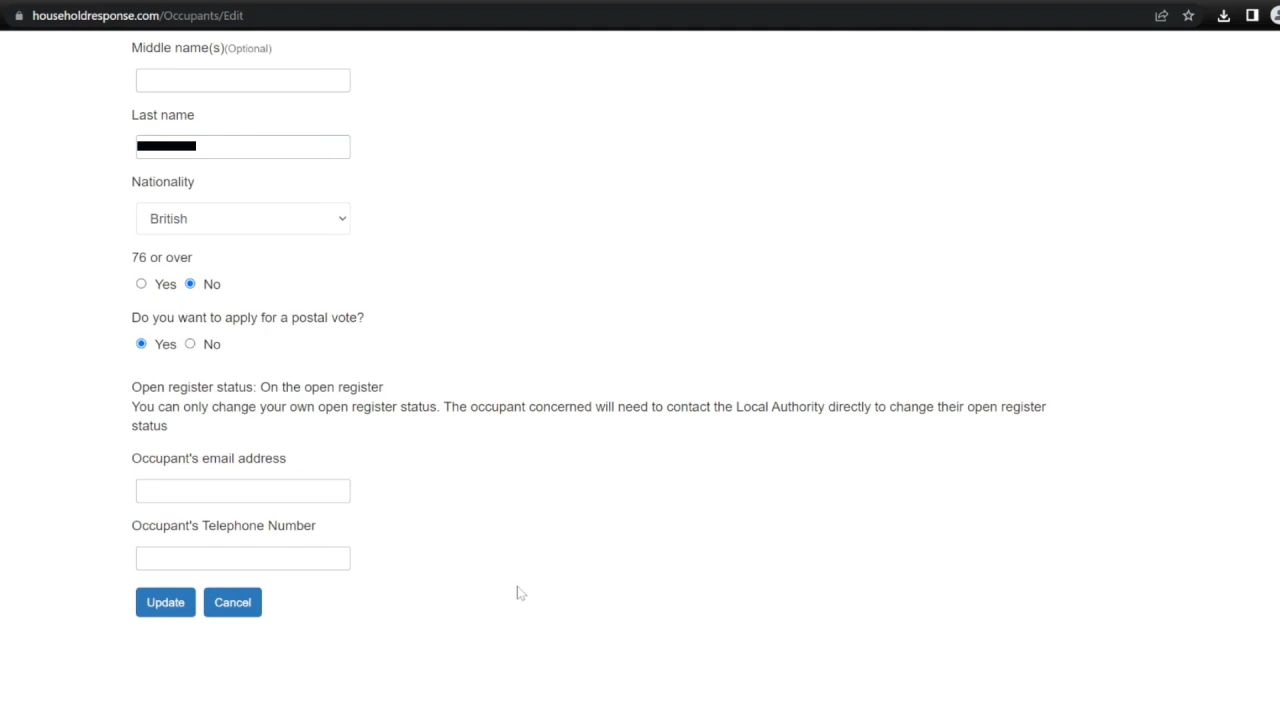 householdresponse.com/Occupants/Edit
Middle name(s)(Optional)
Last name
Nationality
British
76 or over
Yes No
Do you want to apply for a postal vote?
Yes No
Open register status: On the open register
You can only change your own open register status. The occupant concerned will need to contact the Local Authority directly to change their open register
status
Occupant's email address
Occupant's Telephone Number
Update Cancel